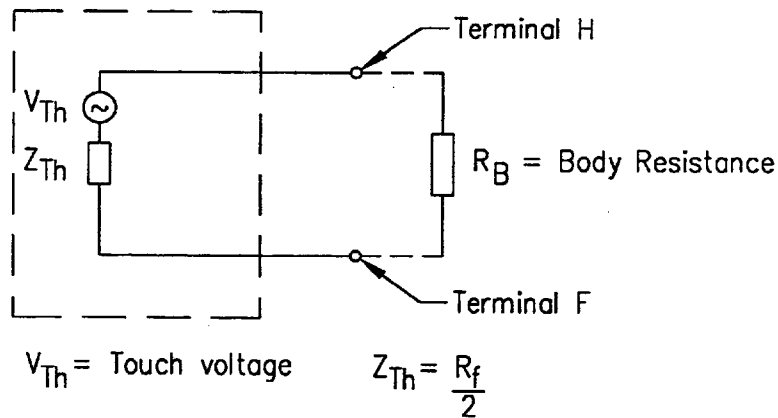 Terminal H
V_Th
Z_Th
R_B = Body Resistance
Terminal F
V_Th = Touch voltage
Z_Th = R_f/2